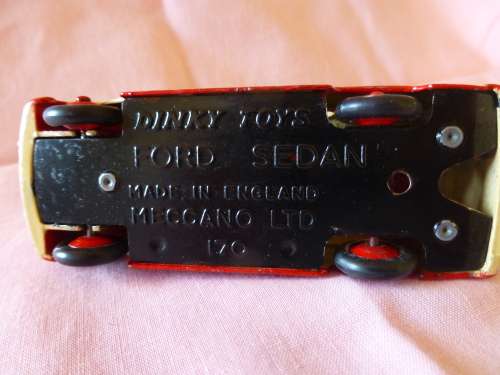 DINKY TOYS
FORD SEDAN
MADE IN ENGLAND
MECCANO LTD
170